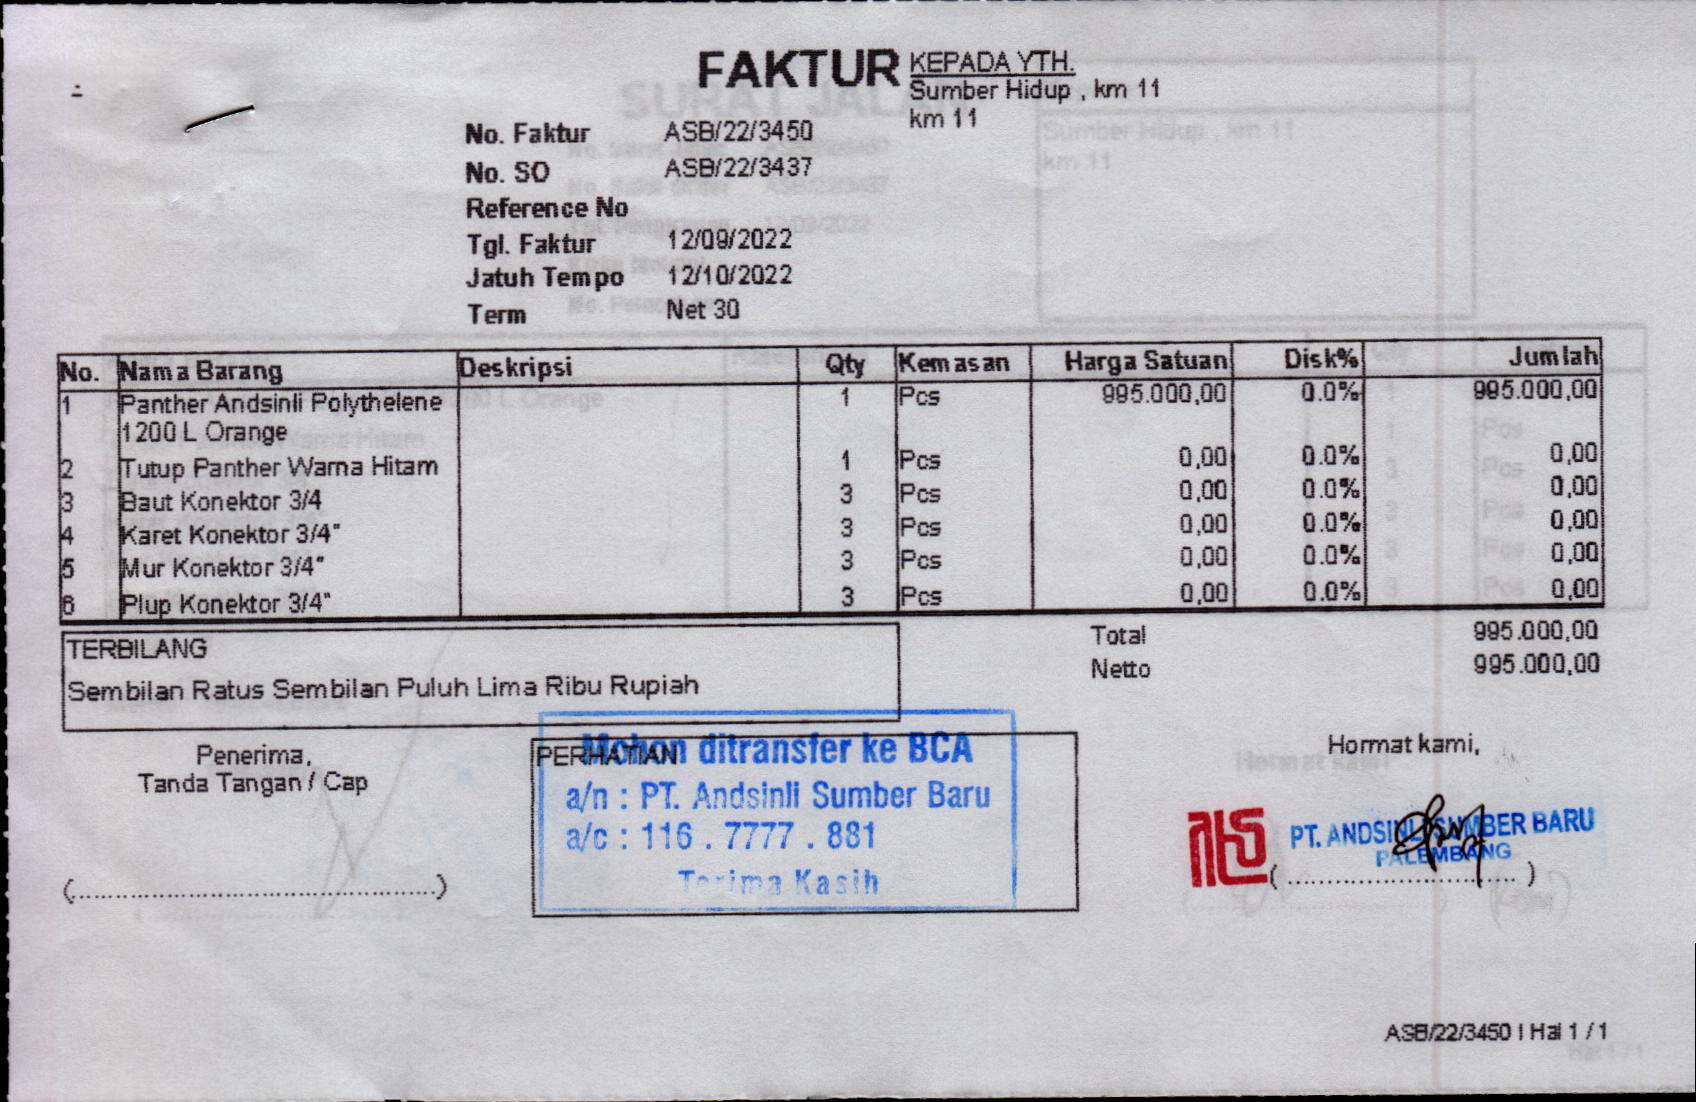 FAKTUR
KEPADA YTH.
Sumber Hidup , km 11
km 11
No. Faktur ASB/22/3450
No. SO ASB/22/3437
Reference No
Tgl. Faktur 12/09/2022
Jatuh Tempo 12/10/2022
Term Net 30
No. Nama Barang Deskripsi Qty Kemasan Harga Satuan Disk% Jumlah
1 Panther Andsinli Polythelene 1 Pcs 995.000,00 0.0% 995.000,00
1200 L Orange
2 Tutup Panther Warna Hitam 1 Pcs 0,00 0.0% 0,00
3 Baut Konektor 3/4 3 Pcs 0,00 0.0% 0,00
4 Karet Konektor 3/4" 3 Pcs 0,00 0.0% 0,00
5 Mur Konektor 3/4" 3 Pcs 0,00 0.0% 0,00
6 Plup Konektor 3/4" 3 Pcs 0,00 0.0% 0,00
TERBILANG
Sembilan Ratus Sembilan Puluh Lima Ribu Rupiah
Total 995.000,00
Netto 995.000,00
Penerima,
Tanda Tangan / Cap
(...........................................)
PERHATIAN
Mohon ditransfer ke BCA
a/n : PT. Andsinli Sumber Baru
a/c : 116 . 7777 . 881
Terima Kasih
Hormat kami,
PT. ANDSINLI SUMBER BARU
PALEMBANG
(...............................)
ASB/22/3450 I Hal 1 / 1